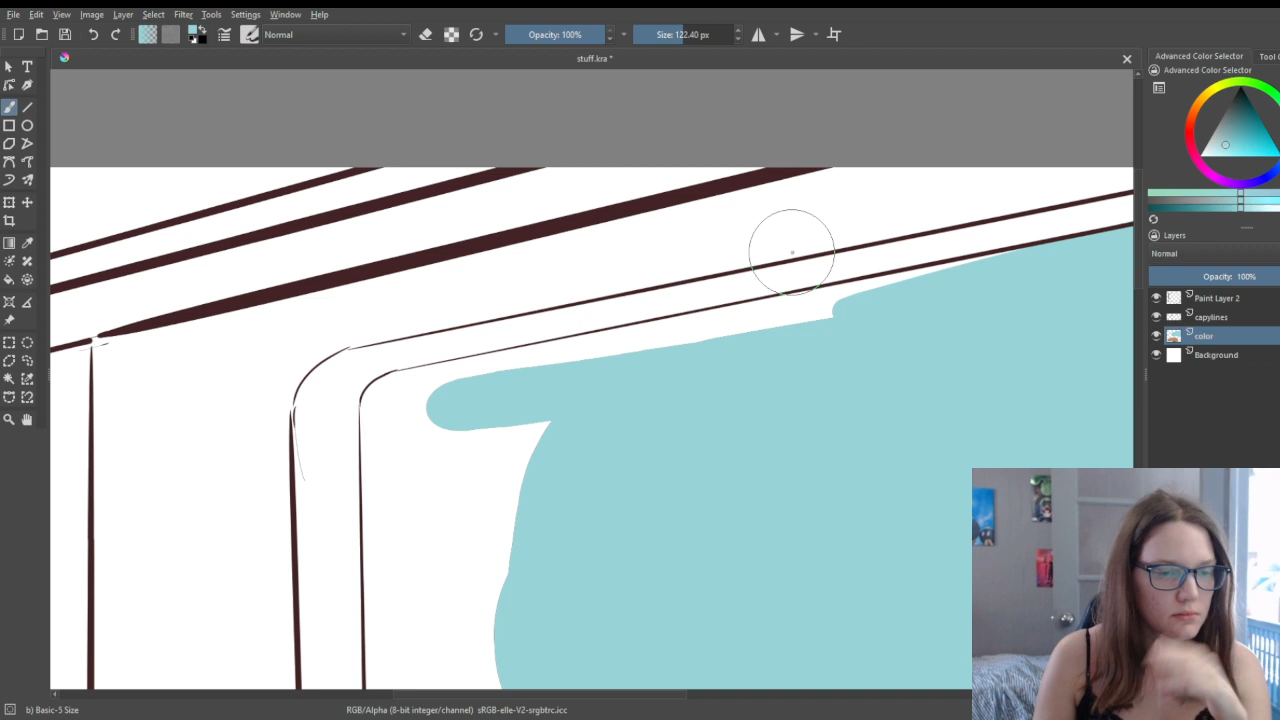 File Edit View Image Layer Select Filter Tools Settings Window Help
Normal
Opacity: 100%
Size: 122.40 px
stuff.kra *
Advanced Color Selector
Tool
Advanced Color Selector
Layers
Normal
Opacity: 100%
Paint Layer 2
capylines
color
Background
b) Basic-5 Size
RGB/Alpha (8-bit integer/channel) sRGB-elle-V2-srgbtrc.icc